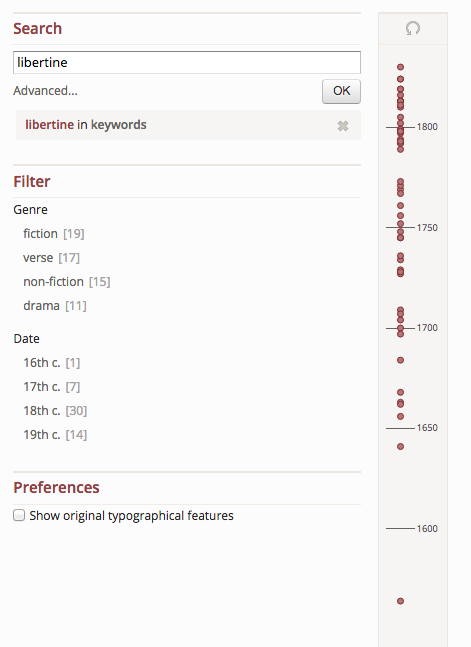 Search
libertine
Advanced...
OK
libertine in keywords
Filter
Genre
fiction [19]
verse [17]
non-fiction [15]
drama [11]
Date
16th c. [1]
17th c. [7]
18th c. [30]
19th c. [14]
Preferences
Show original typographical features
1800
1750
1700
1650
1600